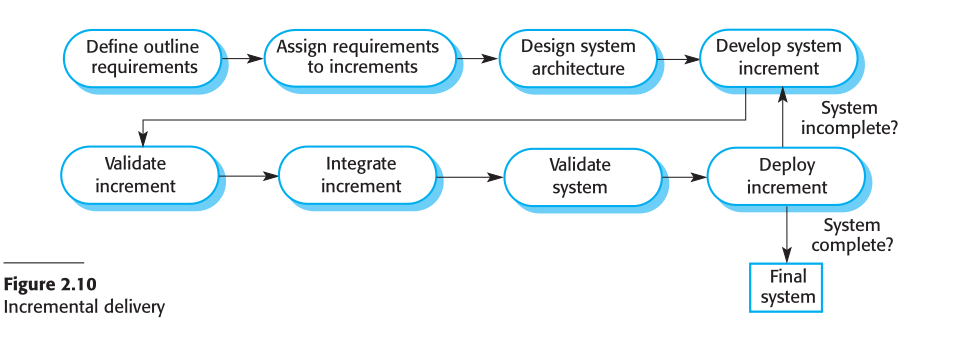 Define outline
requirements
Assign requirements
to increments
Design system
architecture
Develop system
increment
System
incomplete?
Validate
increment
Integrate
increment
Validate
system
Deploy
increment
System
complete?
Final
system
Figure 2.10
Incremental delivery